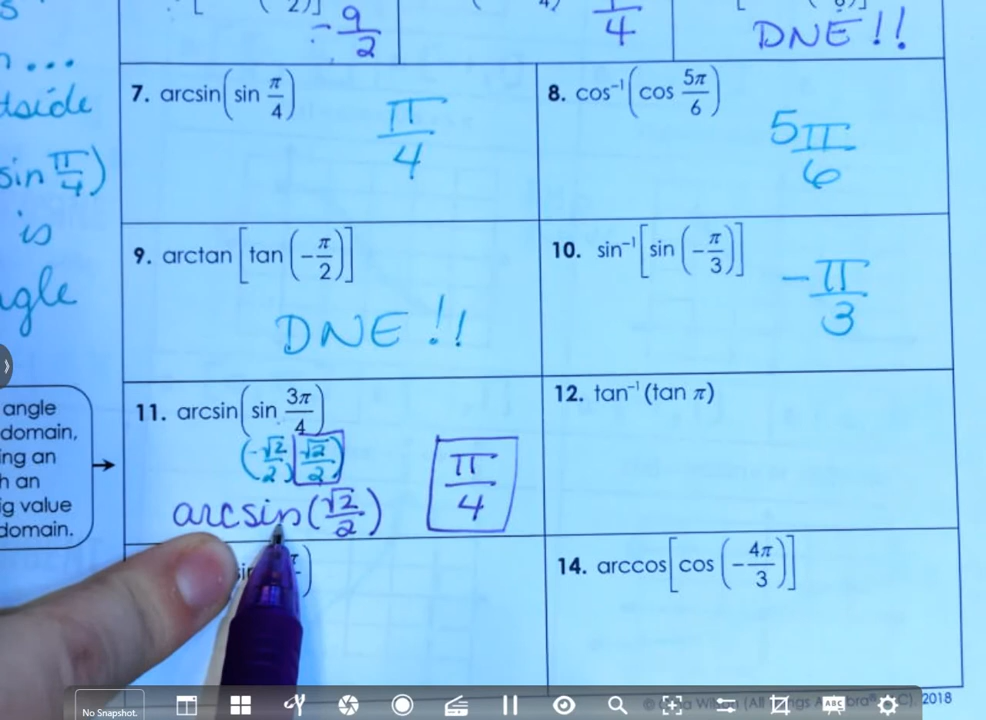 - 9/2
π/4
DNE!!
7. arcsin(sin π/4)
π/4
8. cos⁻¹(cos 5π/6)
5π/6
dside
sin π/4)
is
9. arctan[tan(-π/2)]
DNE!!
10. sin⁻¹[sin(-π/3)]
-π/3
11. arcsin(sin 3π/4)
(-√2/2, √2/2)
arcsin(√2/2)
π/4
12. tan⁻¹(tan π)
angle
domain,
ing an
h an
ig value
domain.
14. arccos[cos(-4π/3)]
No Snapshot.
ABC
2018